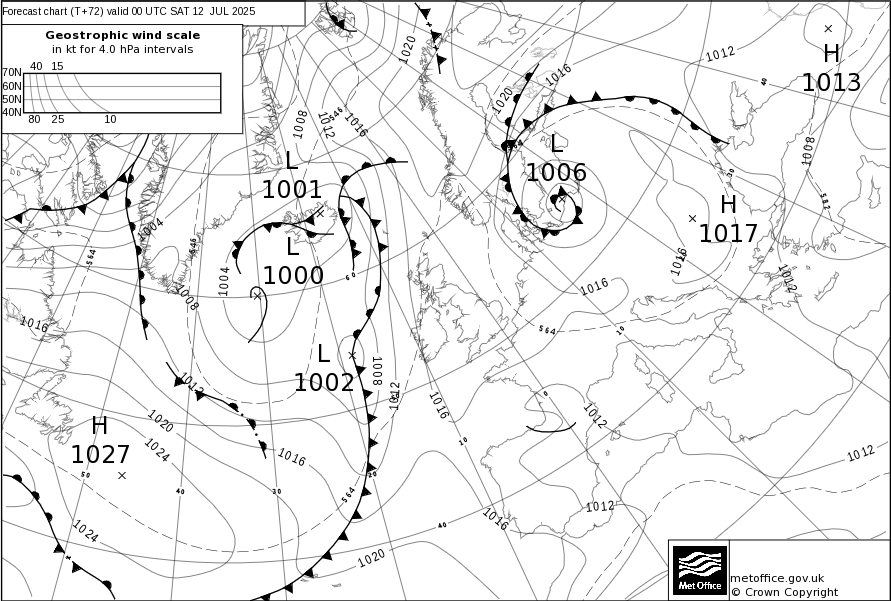 Forecast chart (T+72) valid 00 UTC SAT 12 JUL 2025
Geostrophic wind scale
in kt for 4.0 hPa intervals
40 15
70N
60N
50N
40N
80 25 10
1020
1012
H
1013
1016
1020
1008
1012
546
1016
1008
L
1006
L
1001
582
H
1017
1004
564
546
L
1000
1016
1012
1004
1008
60
1016
1016
564
10
L
1002
1008
1012
1012
1016
0
1012
1020
H
1027
1024
1016
10
1012
50
40
30
20
564
1016
1012
40
1024
1020
Met Office
metoffice.gov.uk
© Crown Copyright